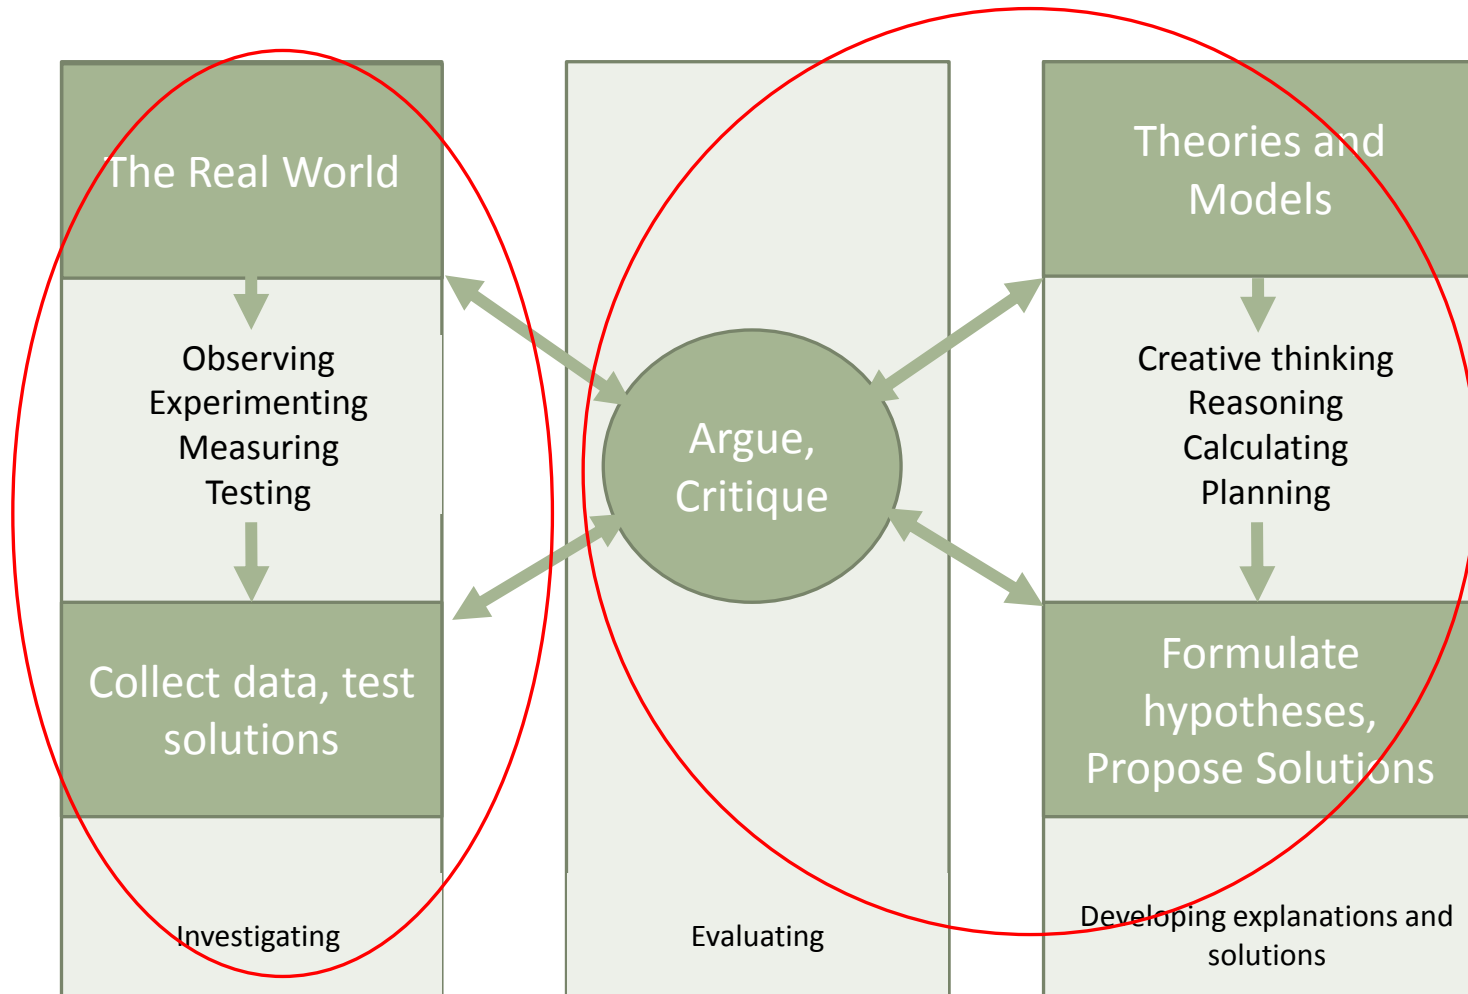 The Real World
Observing
Experimenting
Measuring
Testing
Collect data, test
solutions
Investigating
Argue,
Critique
Evaluating
Theories and
Models
Creative thinking
Reasoning
Calculating
Planning
Formulate
hypotheses,
Propose Solutions
Developing explanations and
solutions